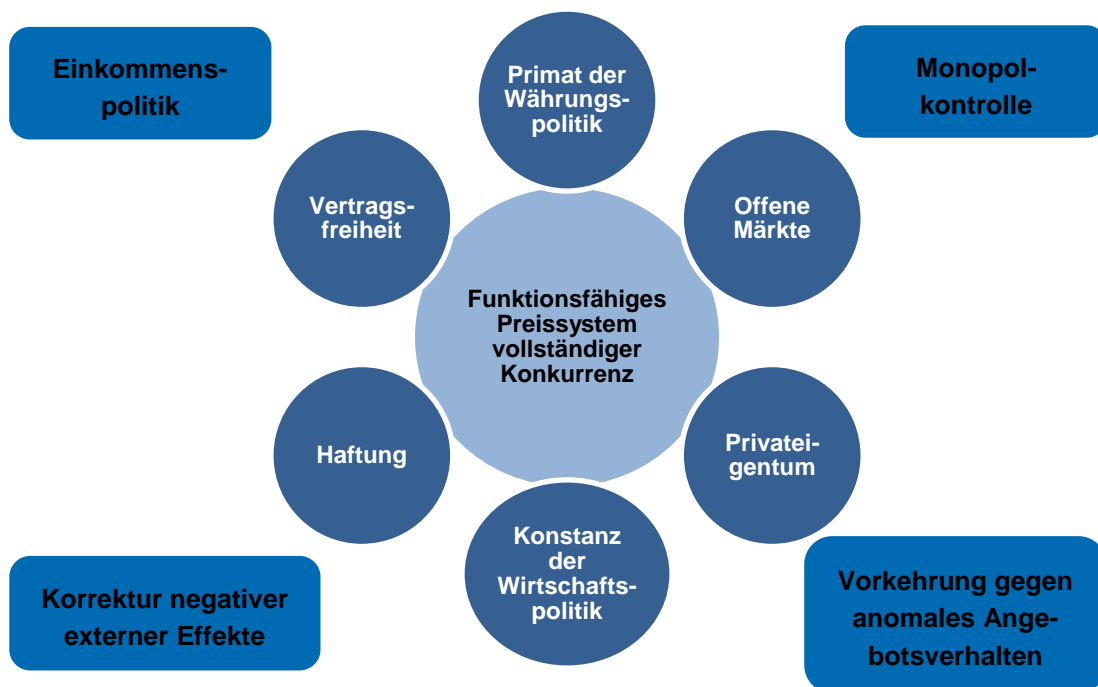 Einkommens-
politik
Primat der
Währungs-
politik
Monopol-
kontrolle
Vertrags-
freiheit
Offene
Märkte
Funktionsfähiges
Preissystem
vollständiger
Konkurrenz
Haftung
Privatei-
gentum
Konstanz
der
Wirtschafts-
politik
Korrektur negativer
externer Effekte
Vorkehrung gegen
anomales Ange-
botsverhalten